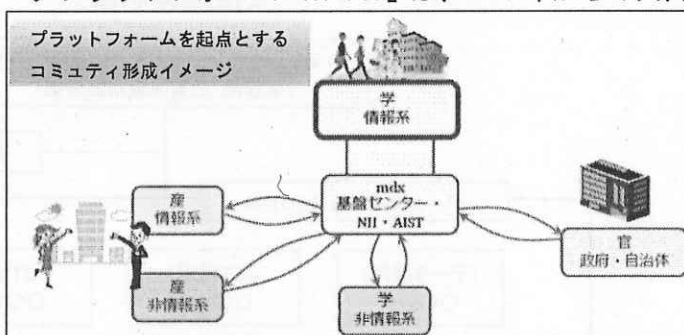 プラットフォームを起点とする
コミュティ形成イメージ
学
情報系
mdx
基盤センター・
NII・AIST
産
情報系
産
非情報系
学
非情報系
官
政府・自治体